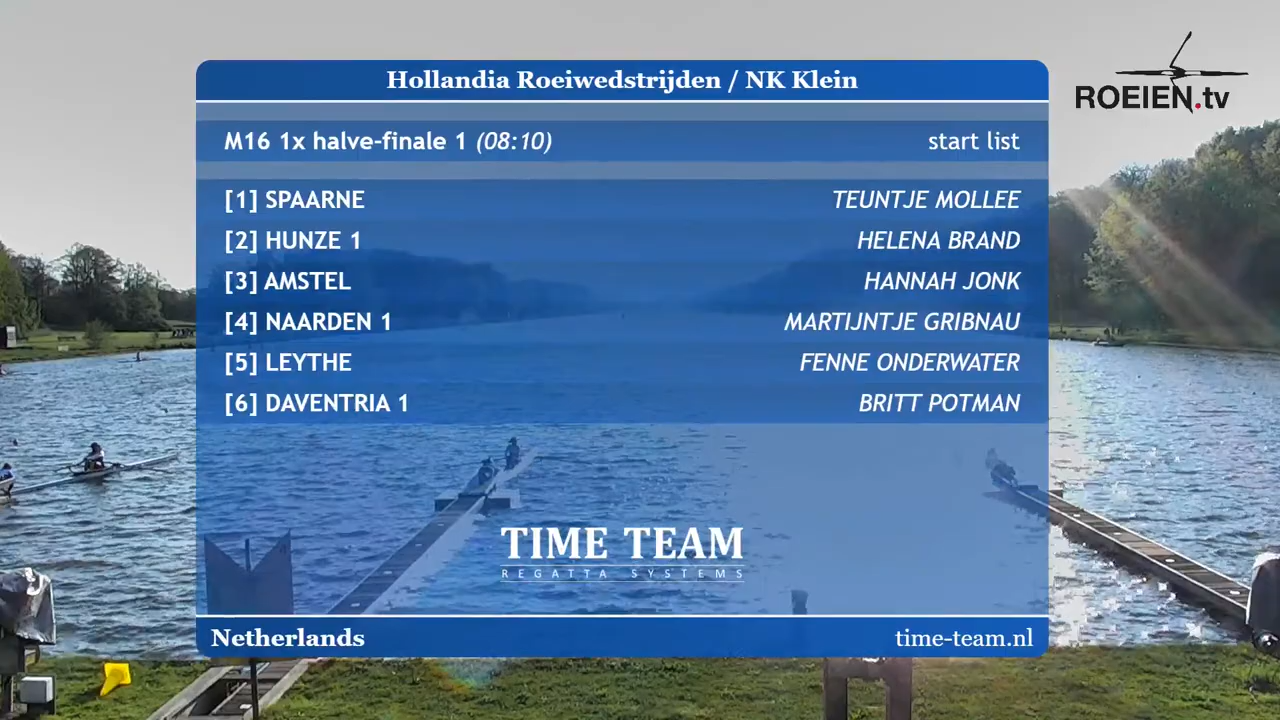 Hollandia Roeiwedstrijden / NK Klein
ROEIEN.tv
M16 1x halve-finale 1 (08:10) start list
[1] SPAARNE TEUNTJE MOLLEE
[2] HUNZE 1 HELENA BRAND
[3] AMSTEL HANNAH JONK
[4] NAARDEN 1 MARTIJNTJE GRIBNAU
[5] LEYTHE FENNE ONDERWATER
[6] DAVENTRIA 1 BRITT POTMAN
TIME TEAM
REGATTA SYSTEMS
Netherlands time-team.nl